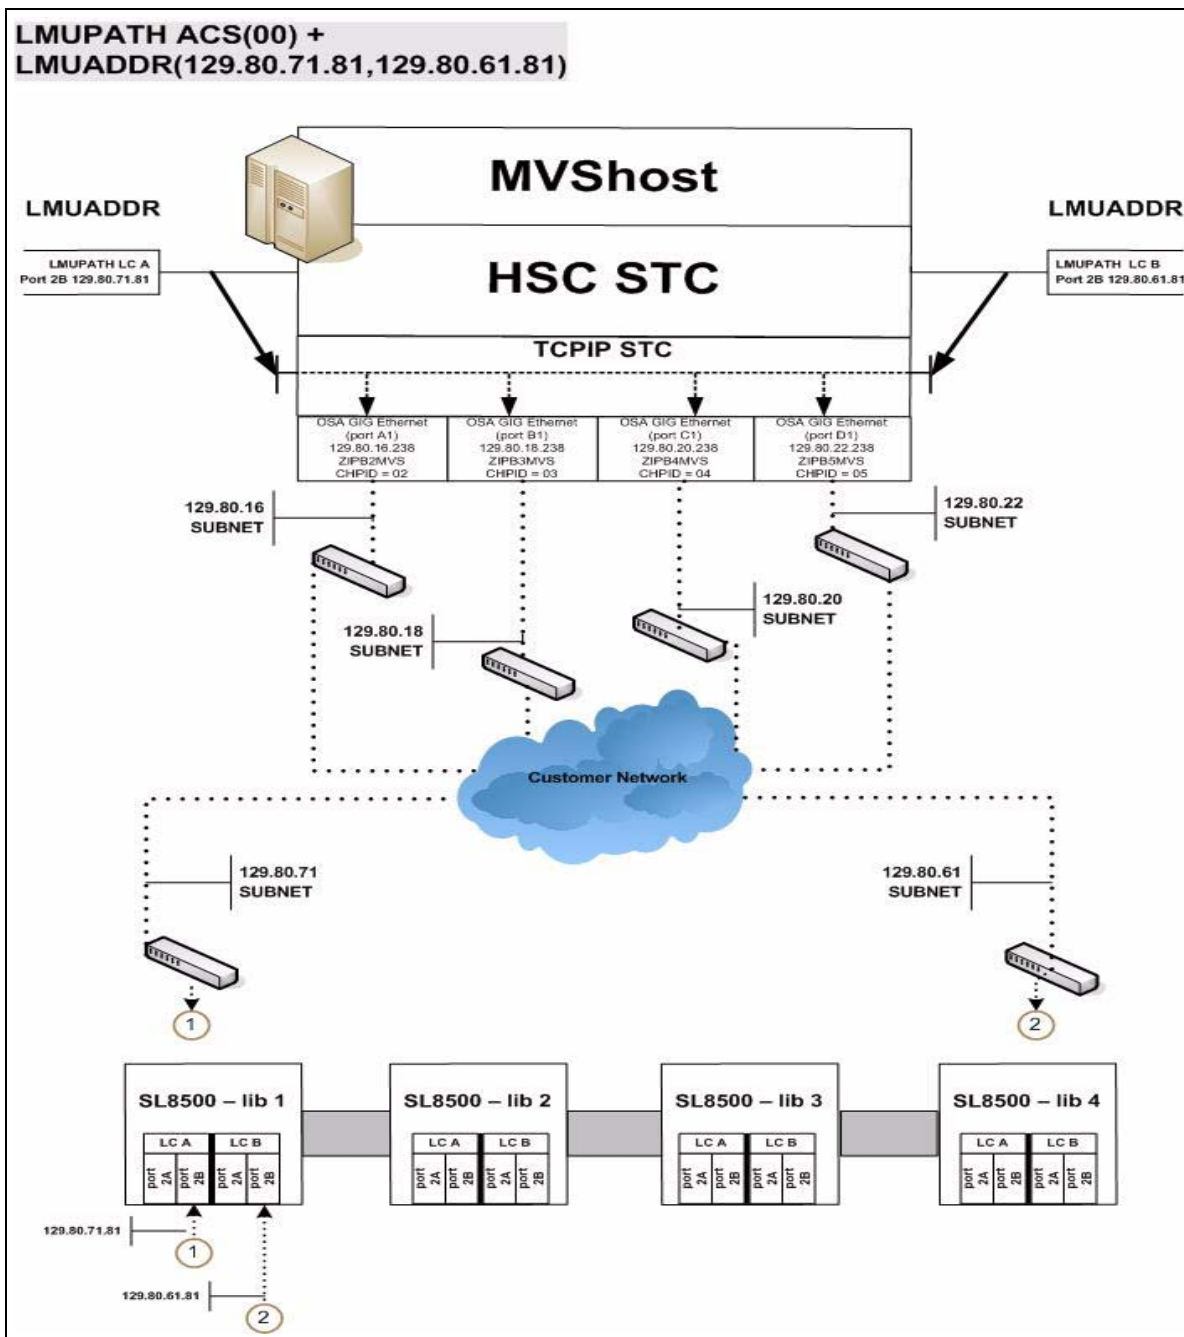 LMUPATH ACS(00) +
LMUADDR(129.80.71.81,129.80.61.81)
MVShost
LMUADDR
LMUADDR
LMUPATH LC A
Port 2B 129.80.71.81
HSC STC
LMUPATH LC B
Port 2B 129.80.61.81
TCPIP STC
OSA GIG Ethernet
(port A1)
129.80.16.238
ZIPB2MVS
CHPID = 02
OSA GIG Ethernet
(port B1)
129.80.18.238
ZIPB3MVS
CHPID = 03
OSA GIG Ethernet
(port C1)
129.80.20.238
ZIPB4MVS
CHPID = 04
OSA GIG Ethernet
(port D1)
129.80.22.238
ZIPB5MVS
CHPID = 05
129.80.16
SUBNET
129.80.22
SUBNET
129.80.18
SUBNET
129.80.20
SUBNET
Customer Network
129.80.71
SUBNET
129.80.61
SUBNET
1
2
SL8500 – lib 1
LC A
LC B
port 2A
port 2B
port 2A
port 2B
SL8500 – lib 2
LC A
LC B
port 2A
port 2B
port 2A
port 2B
SL8500 – lib 3
LC A
LC B
port 2A
port 2B
port 2A
port 2B
SL8500 – lib 4
LC A
LC B
port 2A
port 2B
port 2A
port 2B
129.80.71.81
1
129.80.61.81
2